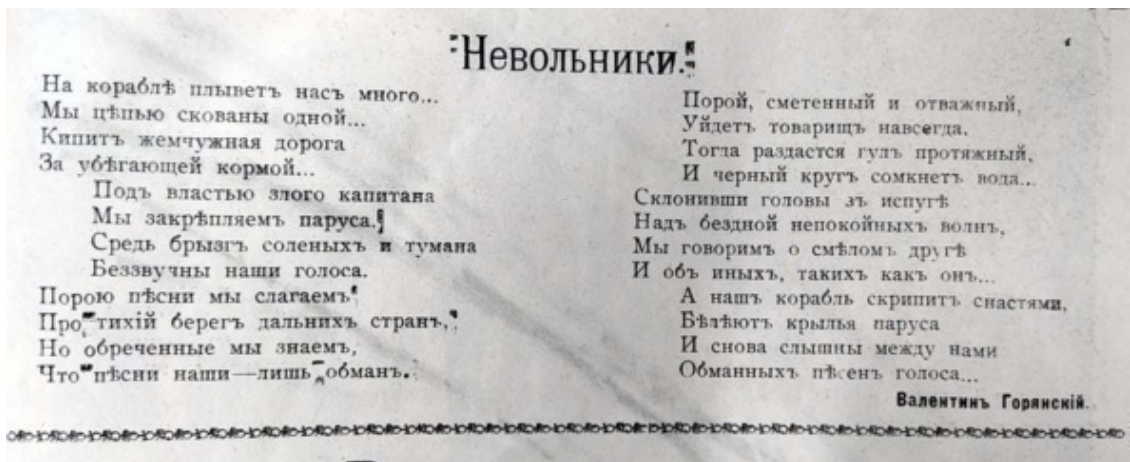 Невольники.
На кораблѣ плыветъ насъ много...
Мы цѣпью скованы одной...
Кипитъ жемчужная дорога
За убѣгающей кормой...
Подъ властью злого капитана
Мы закрѣпляемъ паруса,
Средь брызгъ соленыхъ и тумана
Беззвучны наши голоса.
Порою пѣсни мы слагаемъ
Про тихій берегъ дальнихъ странъ,
Но обреченные мы знаемъ,
Что пѣсни наши—лишь обманъ.
Порой, сметенный и отважный,
Уйдетъ товарищъ навсегда,
Тогда раздастся гулъ протяжный,
И черный кругъ сомкнетъ вода...
Склонивши головы въ испугѣ
Надъ бездной непокойныхъ волнъ,
Мы говоримъ о смѣломъ другѣ
И объ иныхъ, такихъ какъ онъ...
А нашъ корабль скрипитъ снастями,
Бѣлѣютъ крылья паруса
И снова слышны между нами
Обманныхъ пѣсенъ голоса...
Валентинъ Горянскій.